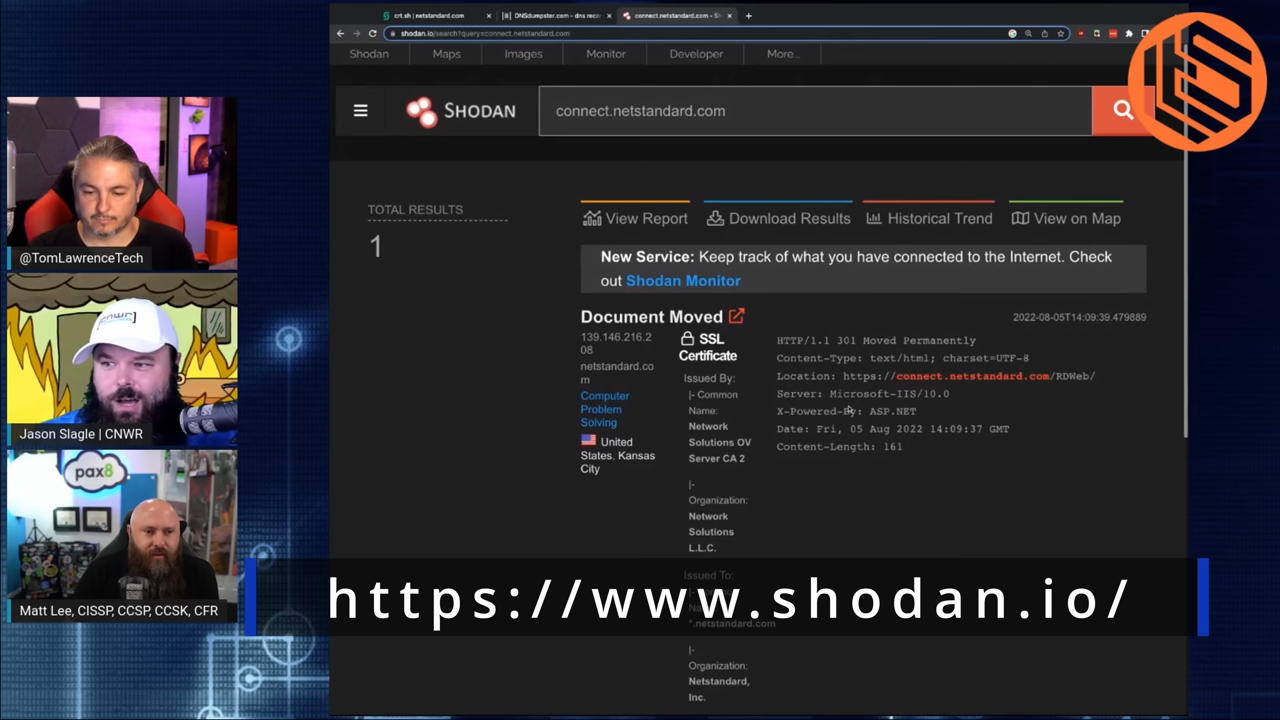 crt.sh | netstandard.com
DNSdumpster.com - dns recor
connect.netstandard.com - Sh
shodan.io/search?query=connect.netstandard.com
Shodan
Maps
Images
Monitor
Developer
More...
SHODAN
connect.netstandard.com
TOTAL RESULTS
1
View Report
Download Results
Historical Trend
View on Map
New Service: Keep track of what you have connected to the Internet. Check
out Shodan Monitor
Document Moved
2022-08-05T14:09:39.479889
139.146.216.2
08
netstandard.co
m
Computer
Problem
Solving
United
States, Kansas
City
SSL
Certificate
Issued By:
|- Common
Name:
Network
Solutions OV
Server CA 2
|-
Organization:
Network
Solutions
L.L.C.
Issued To:
*.netstandard.com
|-
Organization:
Netstandard,
Inc.
HTTP/1.1 301 Moved Permanently
Content-Type: text/html; charset=UTF-8
Location: https://connect.netstandard.com/RDWeb/
Server: Microsoft-IIS/10.0
X-Powered-By: ASP.NET
Date: Fri, 05 Aug 2022 14:09:37 GMT
Content-Length: 161
@TomLawrenceTech
CNWR
Jason Slagle | CNWR
pax8
Matt Lee, CISSP, CCSP, CCSK, CFR
https://www.shodan.io/